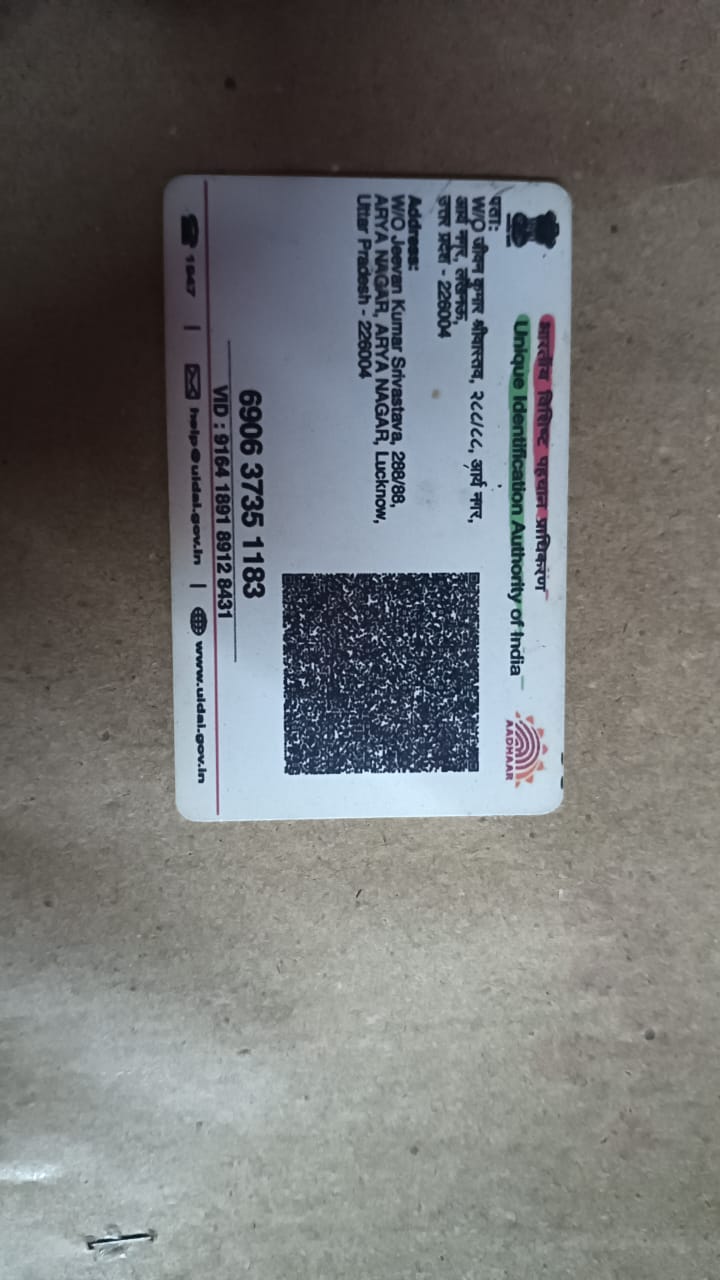 भारतीय विशिष्ट पहचान प्राधिकरण
Unique Identification Authority of India
AADHAAR
पता:
W/O जीवन कुमार श्रीवास्तव, २८८/८८, आर्य नगर,
आर्य नगर, लखनऊ,
उत्तर प्रदेश - 226004
Address:
W/O Jeevan Kumar Srivastava, 288/88,
ARYA NAGAR, ARYA NAGAR, Lucknow,
Uttar Pradesh - 226004
6906 3735 1183
VID : 9164 1891 8912 8431
1947 | help@uidai.gov.in | www.uidai.gov.in